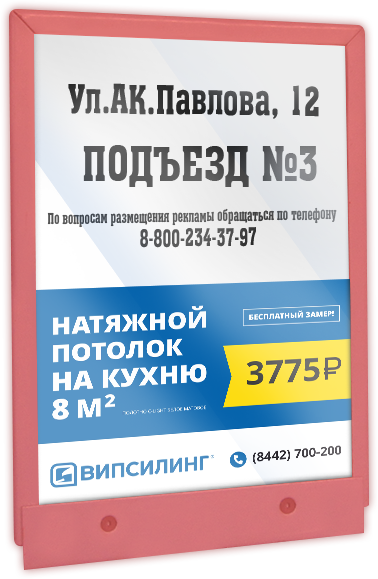 Ул.АК.Павлова, 12
ПОДЪЕЗД №3
По вопросам размещения рекламы обращаться по телефону
8-800-234-37-97
НАТЯЖНОЙ
ПОТОЛОК
НА КУХНЮ
8 М²
БЕСПЛАТНЫЙ ЗАМЕР!
3775₽
ВИПСИЛИНГ
(8442) 700-200